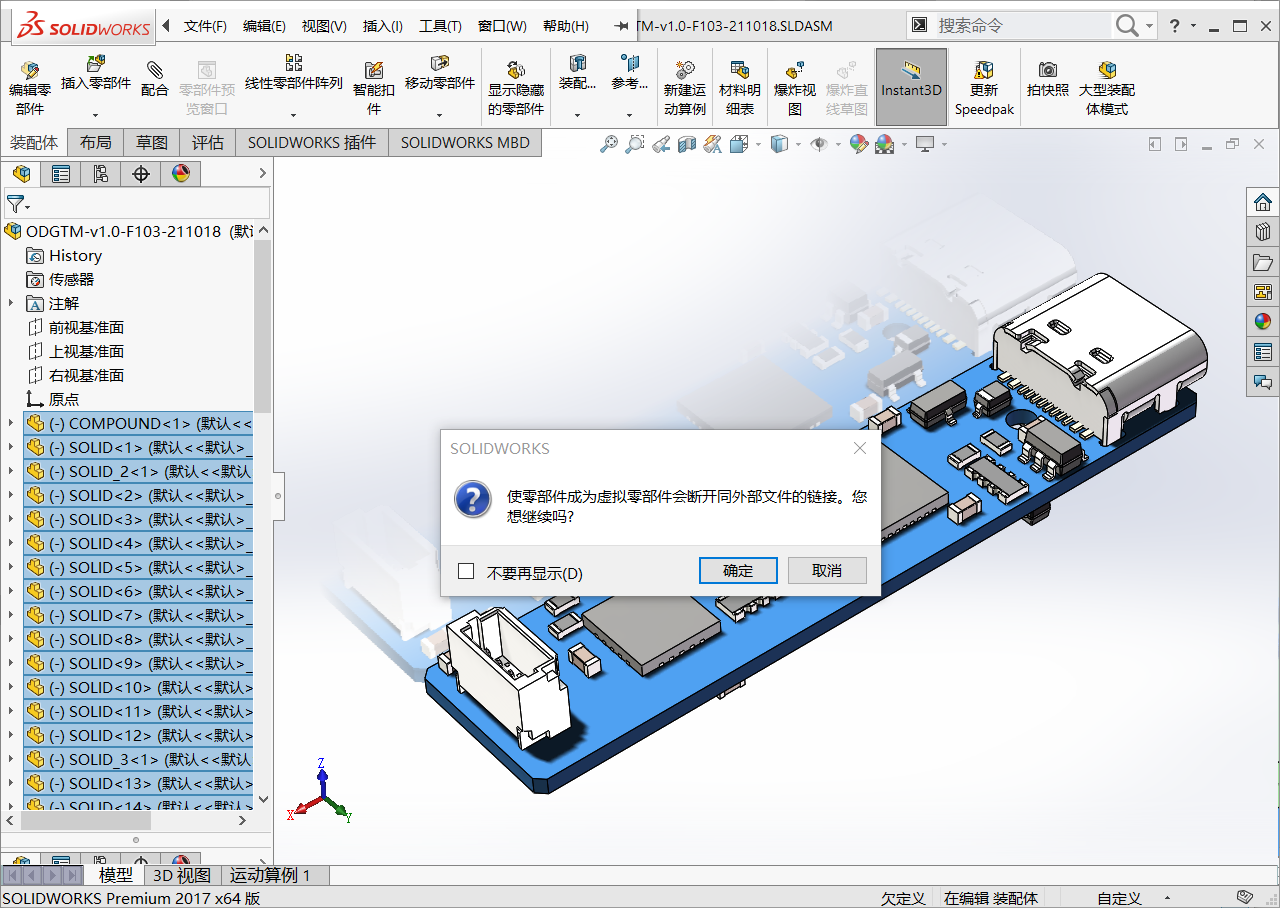 SOLIDWORKS 文件(F) 编辑(E) 视图(V) 插入(I) 工具(T) 窗口(W) 帮助(H) TM-v1.0-F103-211018.SLDASM 搜索命令 ?
编辑零部件 插入零部件 配合 零部件预览窗口 线性零部件阵列 智能扣件 移动零部件 显示隐藏的零部件 装配... 参考... 新建运动算例 材料明细表 爆炸视图 爆炸直线草图 Instant3D 更新Speedpak 拍快照 大型装配体模式
装配体 布局 草图 评估 SOLIDWORKS 插件 SOLIDWORKS MBD
ODGTM-v1.0-F103-211018 (默认
History
传感器
注解
前视基准面
上视基准面
右视基准面
原点
(-) COMPOUND<1> (默认<<
(-) SOLID<1> (默认<<默认>_
(-) SOLID_2<1> (默认<<默认
(-) SOLID<2> (默认<<默认>_
(-) SOLID<3> (默认<<默认>_
(-) SOLID<4> (默认<<默认>_
(-) SOLID<5> (默认<<默认>_
(-) SOLID<6> (默认<<默认>_
(-) SOLID<7> (默认<<默认>_
(-) SOLID<8> (默认<<默认>_
(-) SOLID<9> (默认<<默认>_
(-) SOLID<10> (默认<<默认>
(-) SOLID<11> (默认<<默认>
(-) SOLID<12> (默认<<默认>
(-) SOLID_3<1> (默认<<默认
(-) SOLID<13> (默认<<默认>
(-) SOLID<14> (默认<<默认>
SOLIDWORKS
使零部件成为虚拟零部件会断开同外部文件的链接。您
想继续吗?
不要再显示(D) 确定 取消
Z
X
Y
模型 3D 视图 运动算例 1
SOLIDWORKS Premium 2017 x64 版 欠定义 在编辑 装配体 自定义